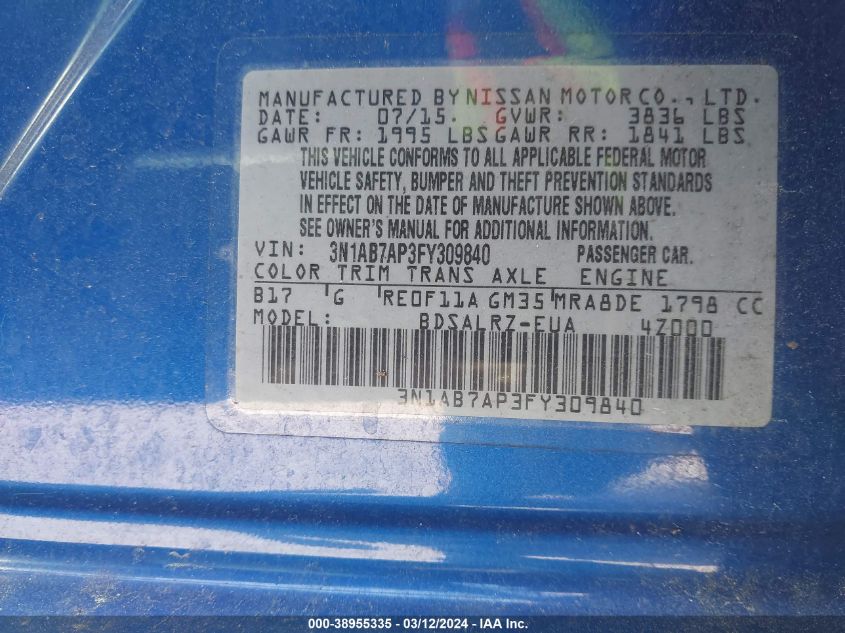 MANUFACTURED BY NISSAN MOTOR CO., LTD.
DATE: 07/15. GVWR: 3836 LBS
GAWR FR: 1995 LBS GAWR RR: 1841 LBS
THIS VEHICLE CONFORMS TO ALL APPLICABLE FEDERAL MOTOR
VEHICLE SAFETY, BUMPER AND THEFT PREVENTION STANDARDS
IN EFFECT ON THE DATE OF MANUFACTURE SHOWN ABOVE.
SEE OWNER'S MANUAL FOR ADDITIONAL INFORMATION.
VIN: 3N1AB7AP3FY309840 PASSENGER CAR.
COLOR TRIM TRANS AXLE ENGINE
B17 G RE0F11A GM35 MRA8DE 1798 CC
MODEL: BDSALRZ-EUA 4Z000
3N1AB7AP3FY309840
000-38955335 - 03/12/2024 - IAAI.com